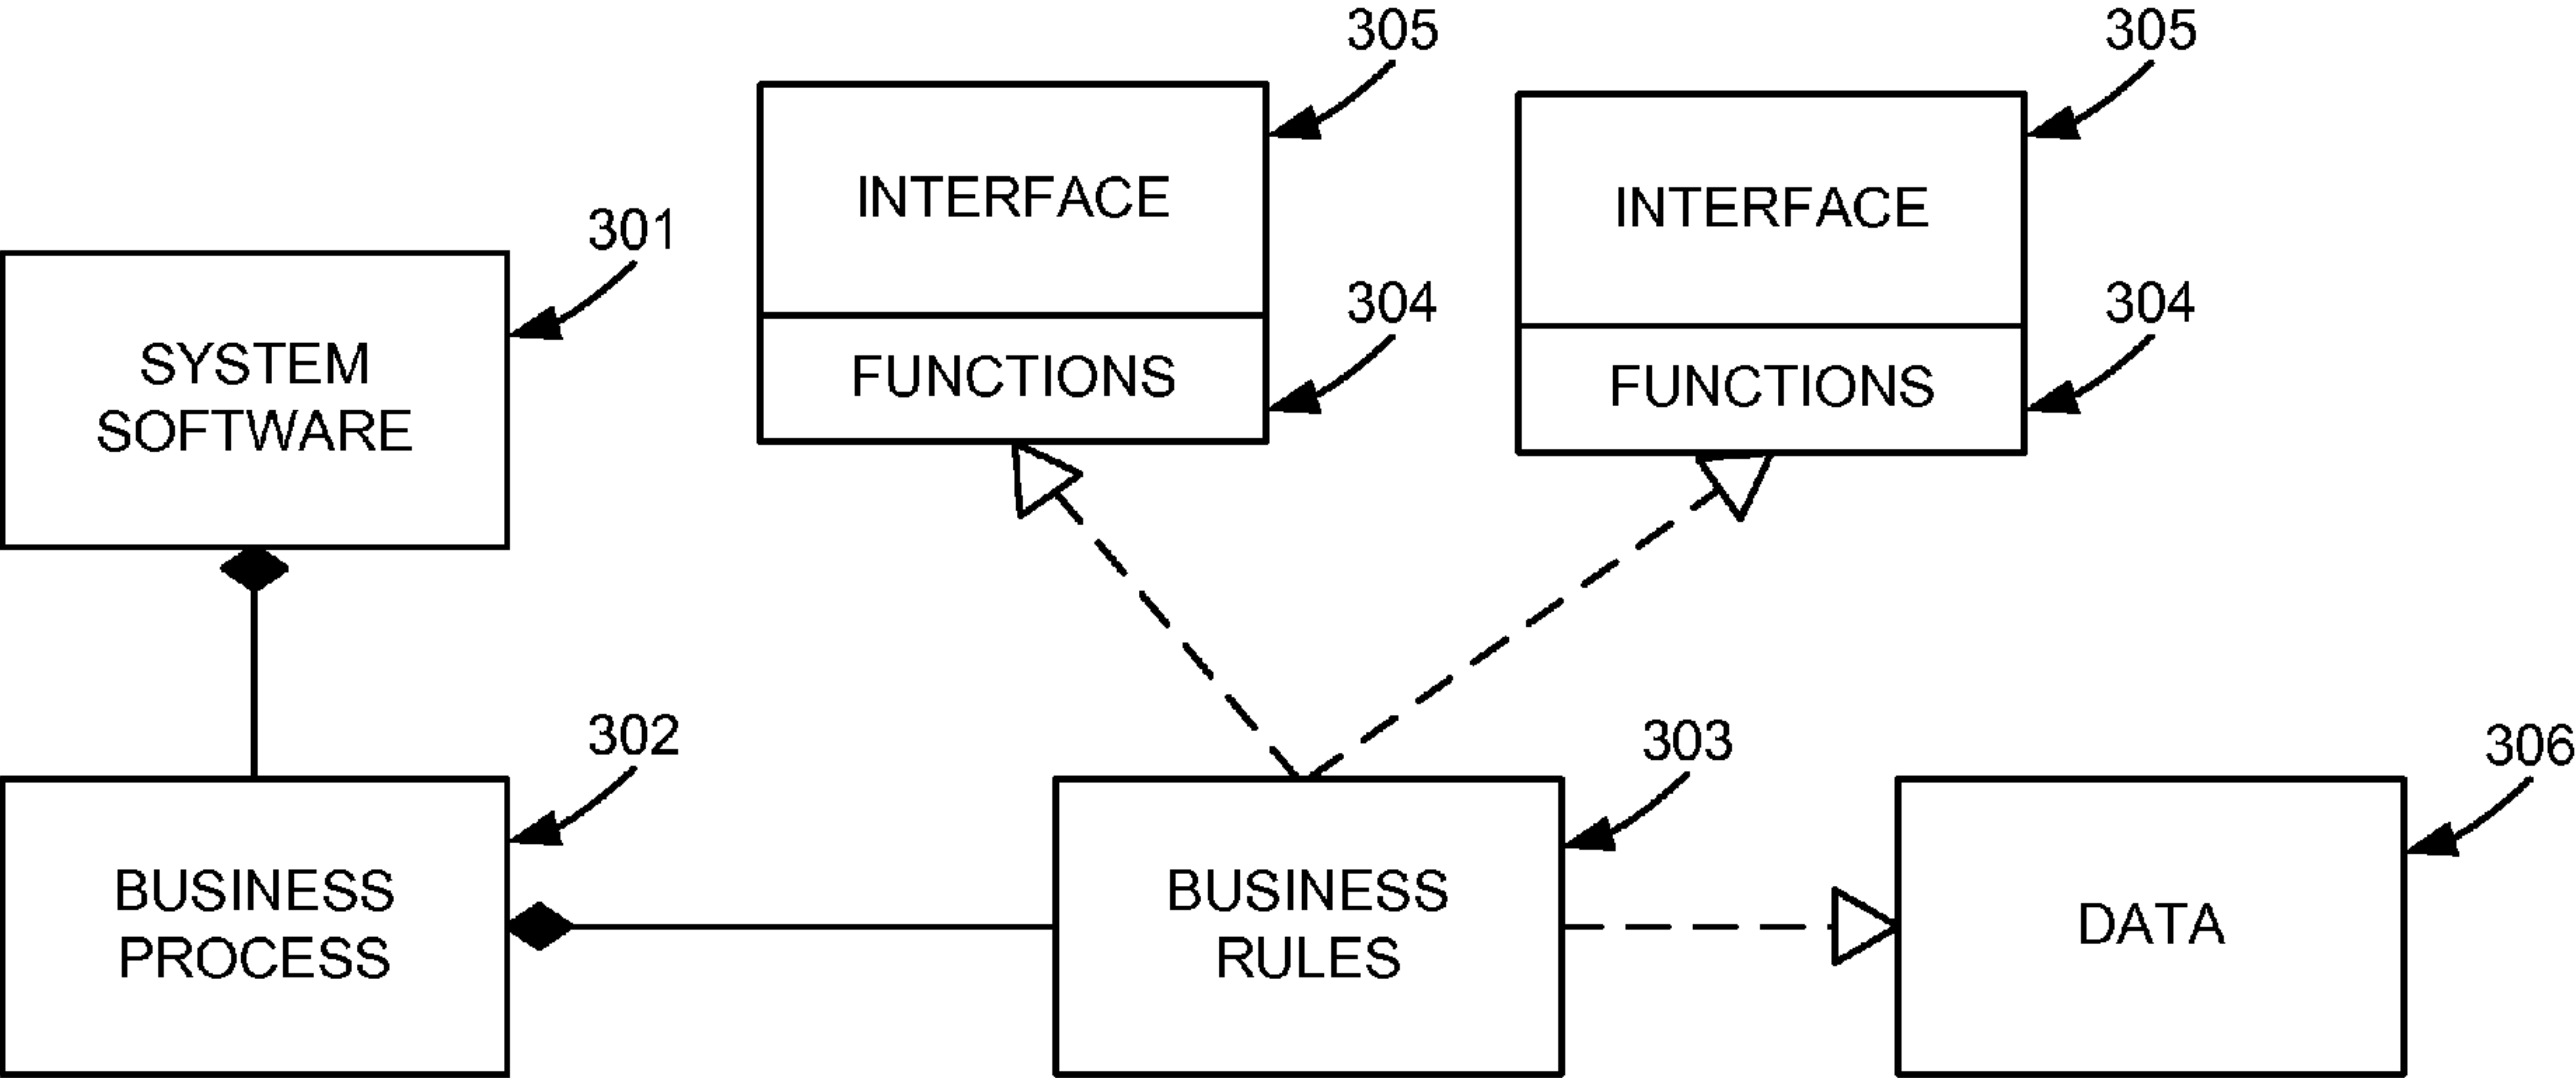 305
305
INTERFACE
INTERFACE
301
304
304
SYSTEM
SOFTWARE
FUNCTIONS
FUNCTIONS
302
303
306
BUSINESS
PROCESS
BUSINESS
RULES
DATA